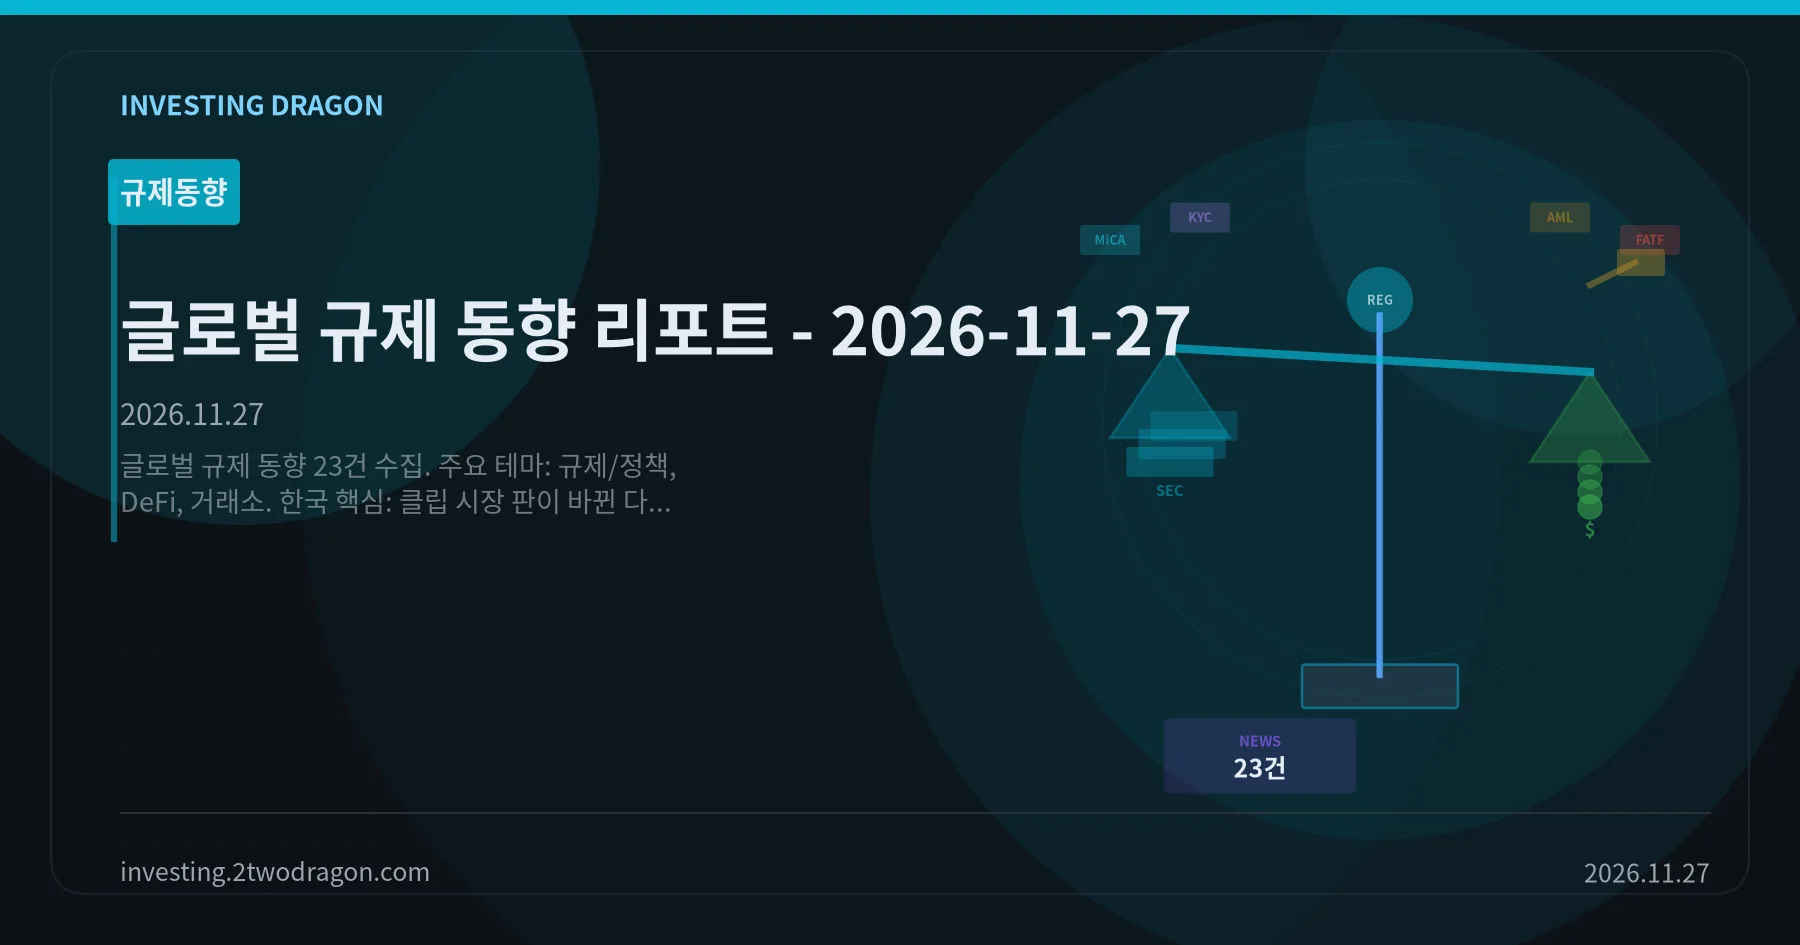 INVESTING DRAGON
규제동향
글로벌 규제 동향 리포트 - 2026-11-27
2026.11.27
글로벌 규제 동향 23건 수집. 주요 테마: 규제/정책,
DeFi, 거래소. 한국 핵심: 클립 시장 판이 바뀐 다...
MiCA
KYC
AML
FATF
REG
SEC
$
NEWS
23건
investing.2twodragon.com
2026.11.27